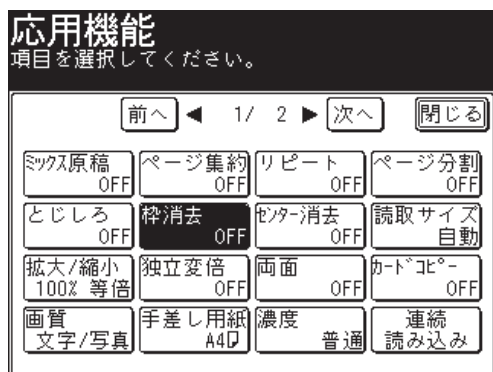 応用機能
項目を選択してください。
前へ ◀ 1/ 2 ▶ 次へ 閉じる
ﾐｯｸｽ原稿 ページ集約 リピート ページ分割
OFF OFF OFF OFF
とじしろ 枠消去 ｾﾝﾀｰ消去 読取サイズ
OFF OFF OFF 自動
拡大/縮小 独立変倍 両面 ｶｰﾄﾞｺﾋﾟｰ
100% 等倍 OFF OFF OFF
画質 手差し用紙 濃度 連続
文字/写真 A4 普通 読み込み